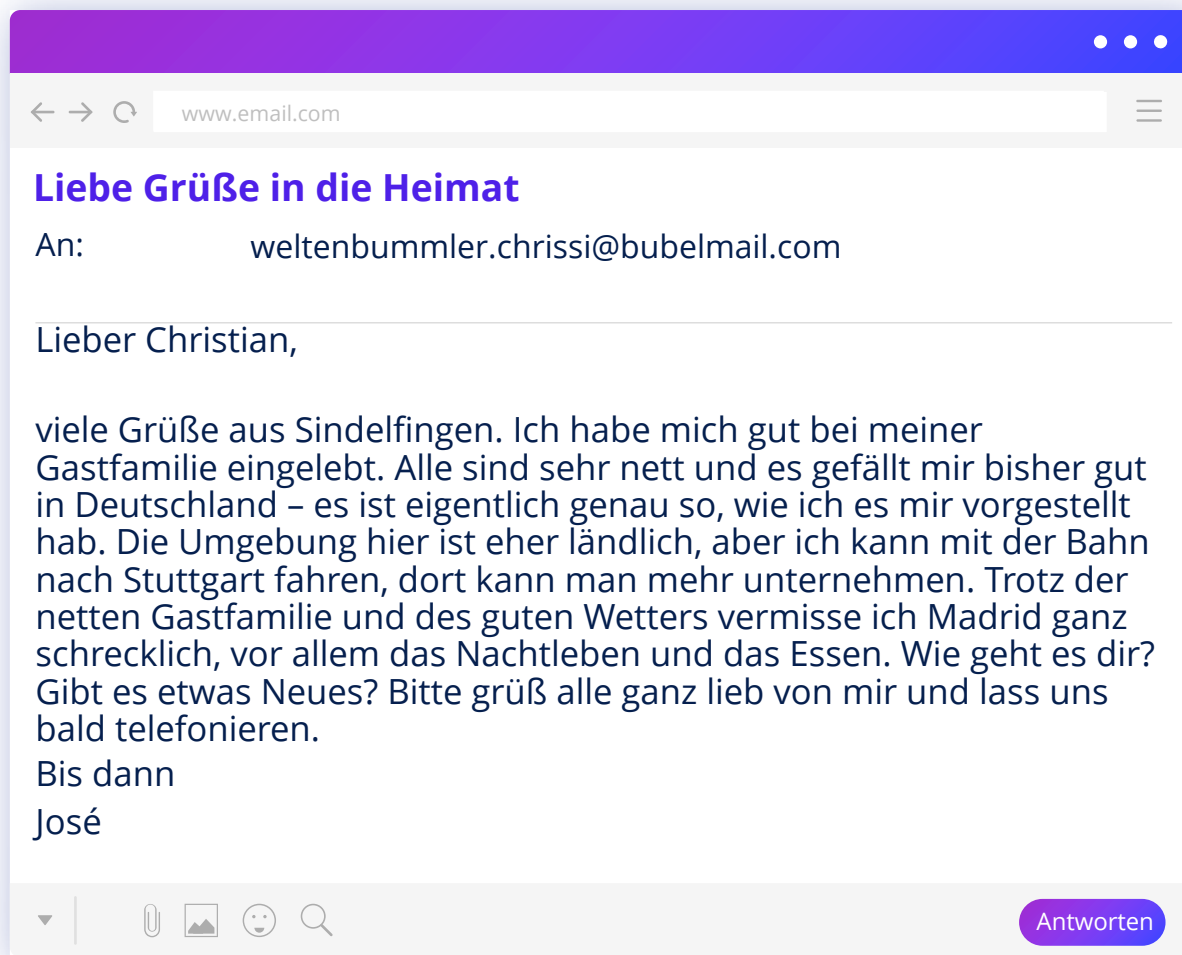 www.email.com
Liebe Grüße in die Heimat
An: weltenbummler.chrissi@bubelmail.com
Lieber Christian,
viele Grüße aus Sindelfingen. Ich habe mich gut bei meiner
Gastfamilie eingelebt. Alle sind sehr nett und es gefällt mir bisher gut
in Deutschland – es ist eigentlich genau so, wie ich es mir vorgestellt
hab. Die Umgebung hier ist eher ländlich, aber ich kann mit der Bahn
nach Stuttgart fahren, dort kann man mehr unternehmen. Trotz der
netten Gastfamilie und des guten Wetters vermisse ich Madrid ganz
schrecklich, vor allem das Nachtleben und das Essen. Wie geht es dir?
Gibt es etwas Neues? Bitte grüß alle ganz lieb von mir und lass uns
bald telefonieren.
Bis dann
José
Antworten